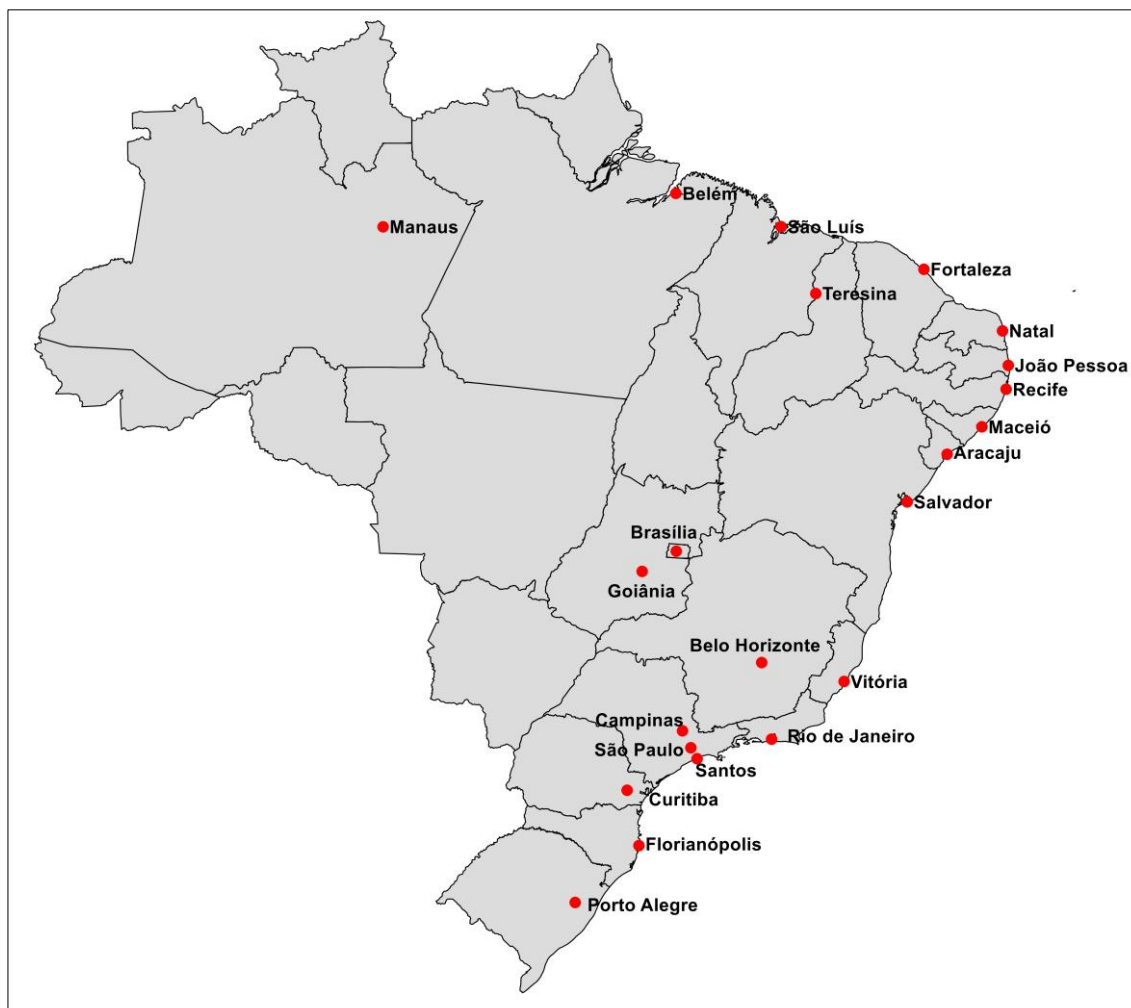 Belém
Manaus
São Luís
Fortaleza
Teresina
Natal
João Pessoa
Recife
Maceió
Aracaju
Salvador
Brasília
Goiânia
Belo Horizonte
Vitória
Campinas
Rio de Janeiro
São Paulo
Santos
Curitiba
Florianópolis
Porto Alegre